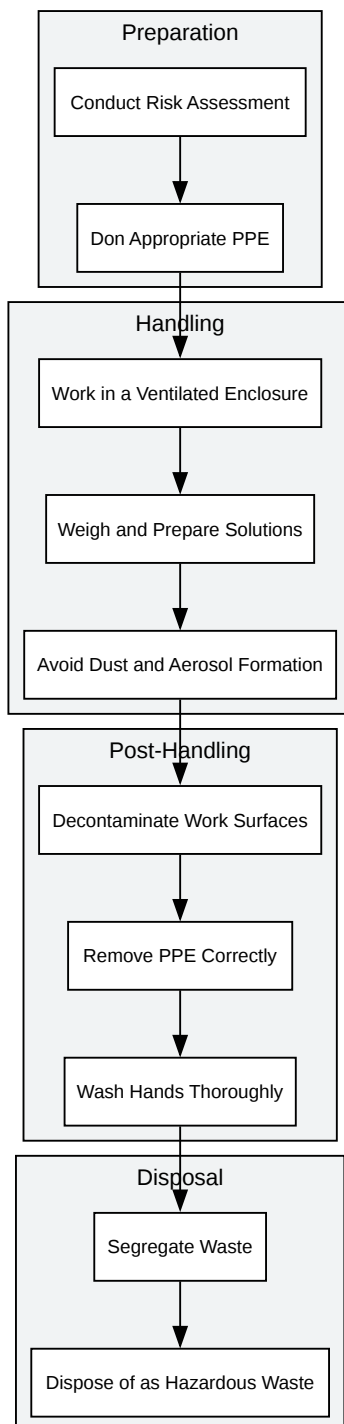 Preparation
Conduct Risk Assessment
Don Appropriate PPE
Handling
Work in a Ventilated Enclosure
Weigh and Prepare Solutions
Avoid Dust and Aerosol Formation
Post-Handling
Decontaminate Work Surfaces
Remove PPE Correctly
Wash Hands Thoroughly
Disposal
Segregate Waste
Dispose of as Hazardous Waste